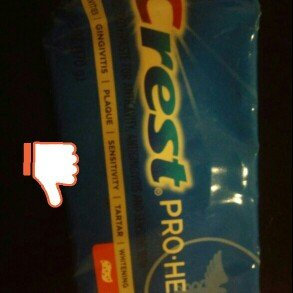 Crest®
PRO-HE
GINGIVITIS | PLAQUE | SENSITIVITY | TARTAR | WHITENING